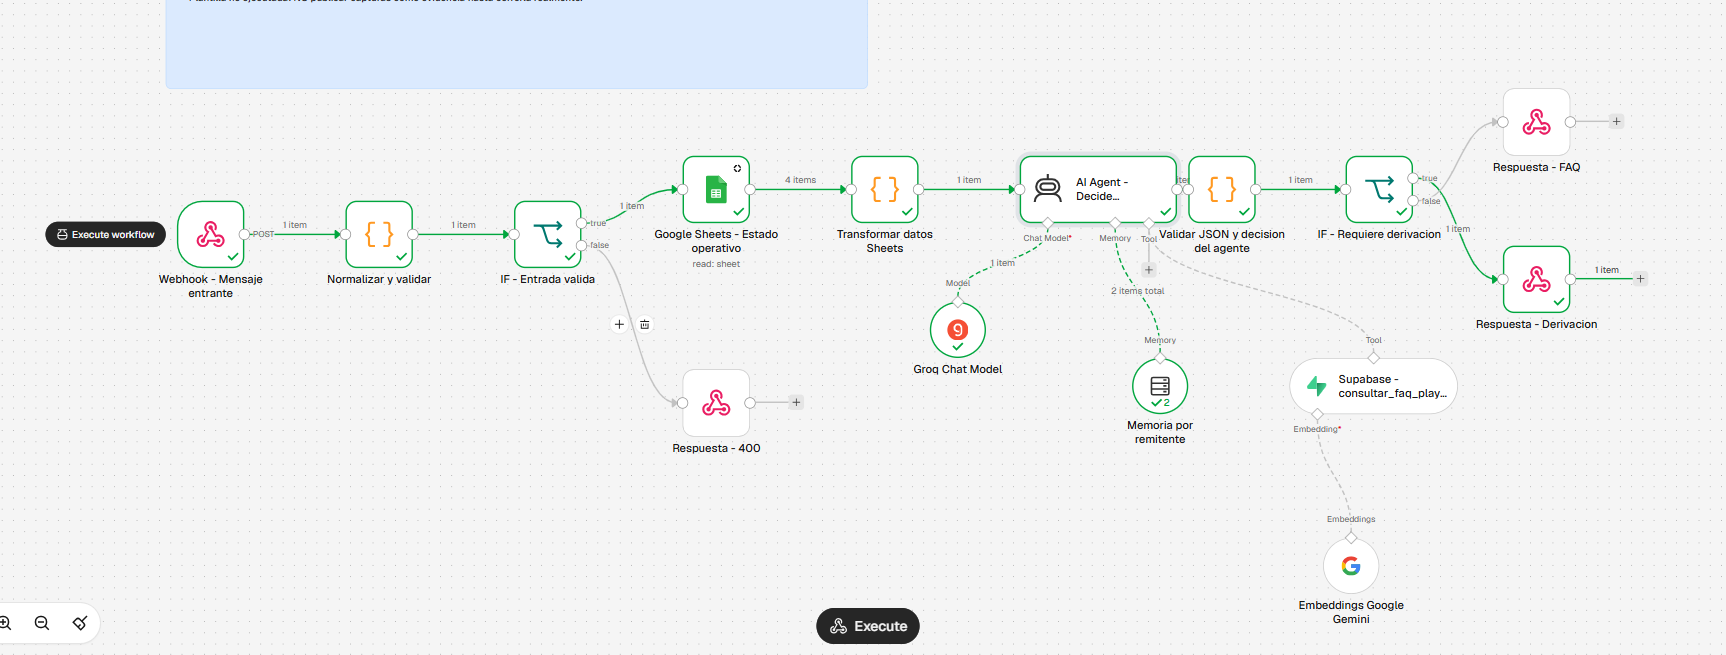 Respuesta - FAQ
true
false
1 item
Respuesta - Derivacion
1 item
Execute workflow
POST
1 item
Webhook - Mensaje
entrante
1 item
Normalizar y validar
true
false
IF - Entrada valida
1 item
Google Sheets - Estado
operativo
read: sheet
4 items
Transformar datos
Sheets
1 item
AI Agent -
Decide...
Chat Model*
Memory
Tool
Validar JSON y decision
del agente
1 item
IF - Requiere derivacion
1 item
Model
Groq Chat Model
2 items total
Memory
2
Memoria por
remitente
Tool
Supabase -
consultar_faq_play...
Embedding*
Embeddings
Embeddings Google
Gemini
Respuesta - 400
Execute